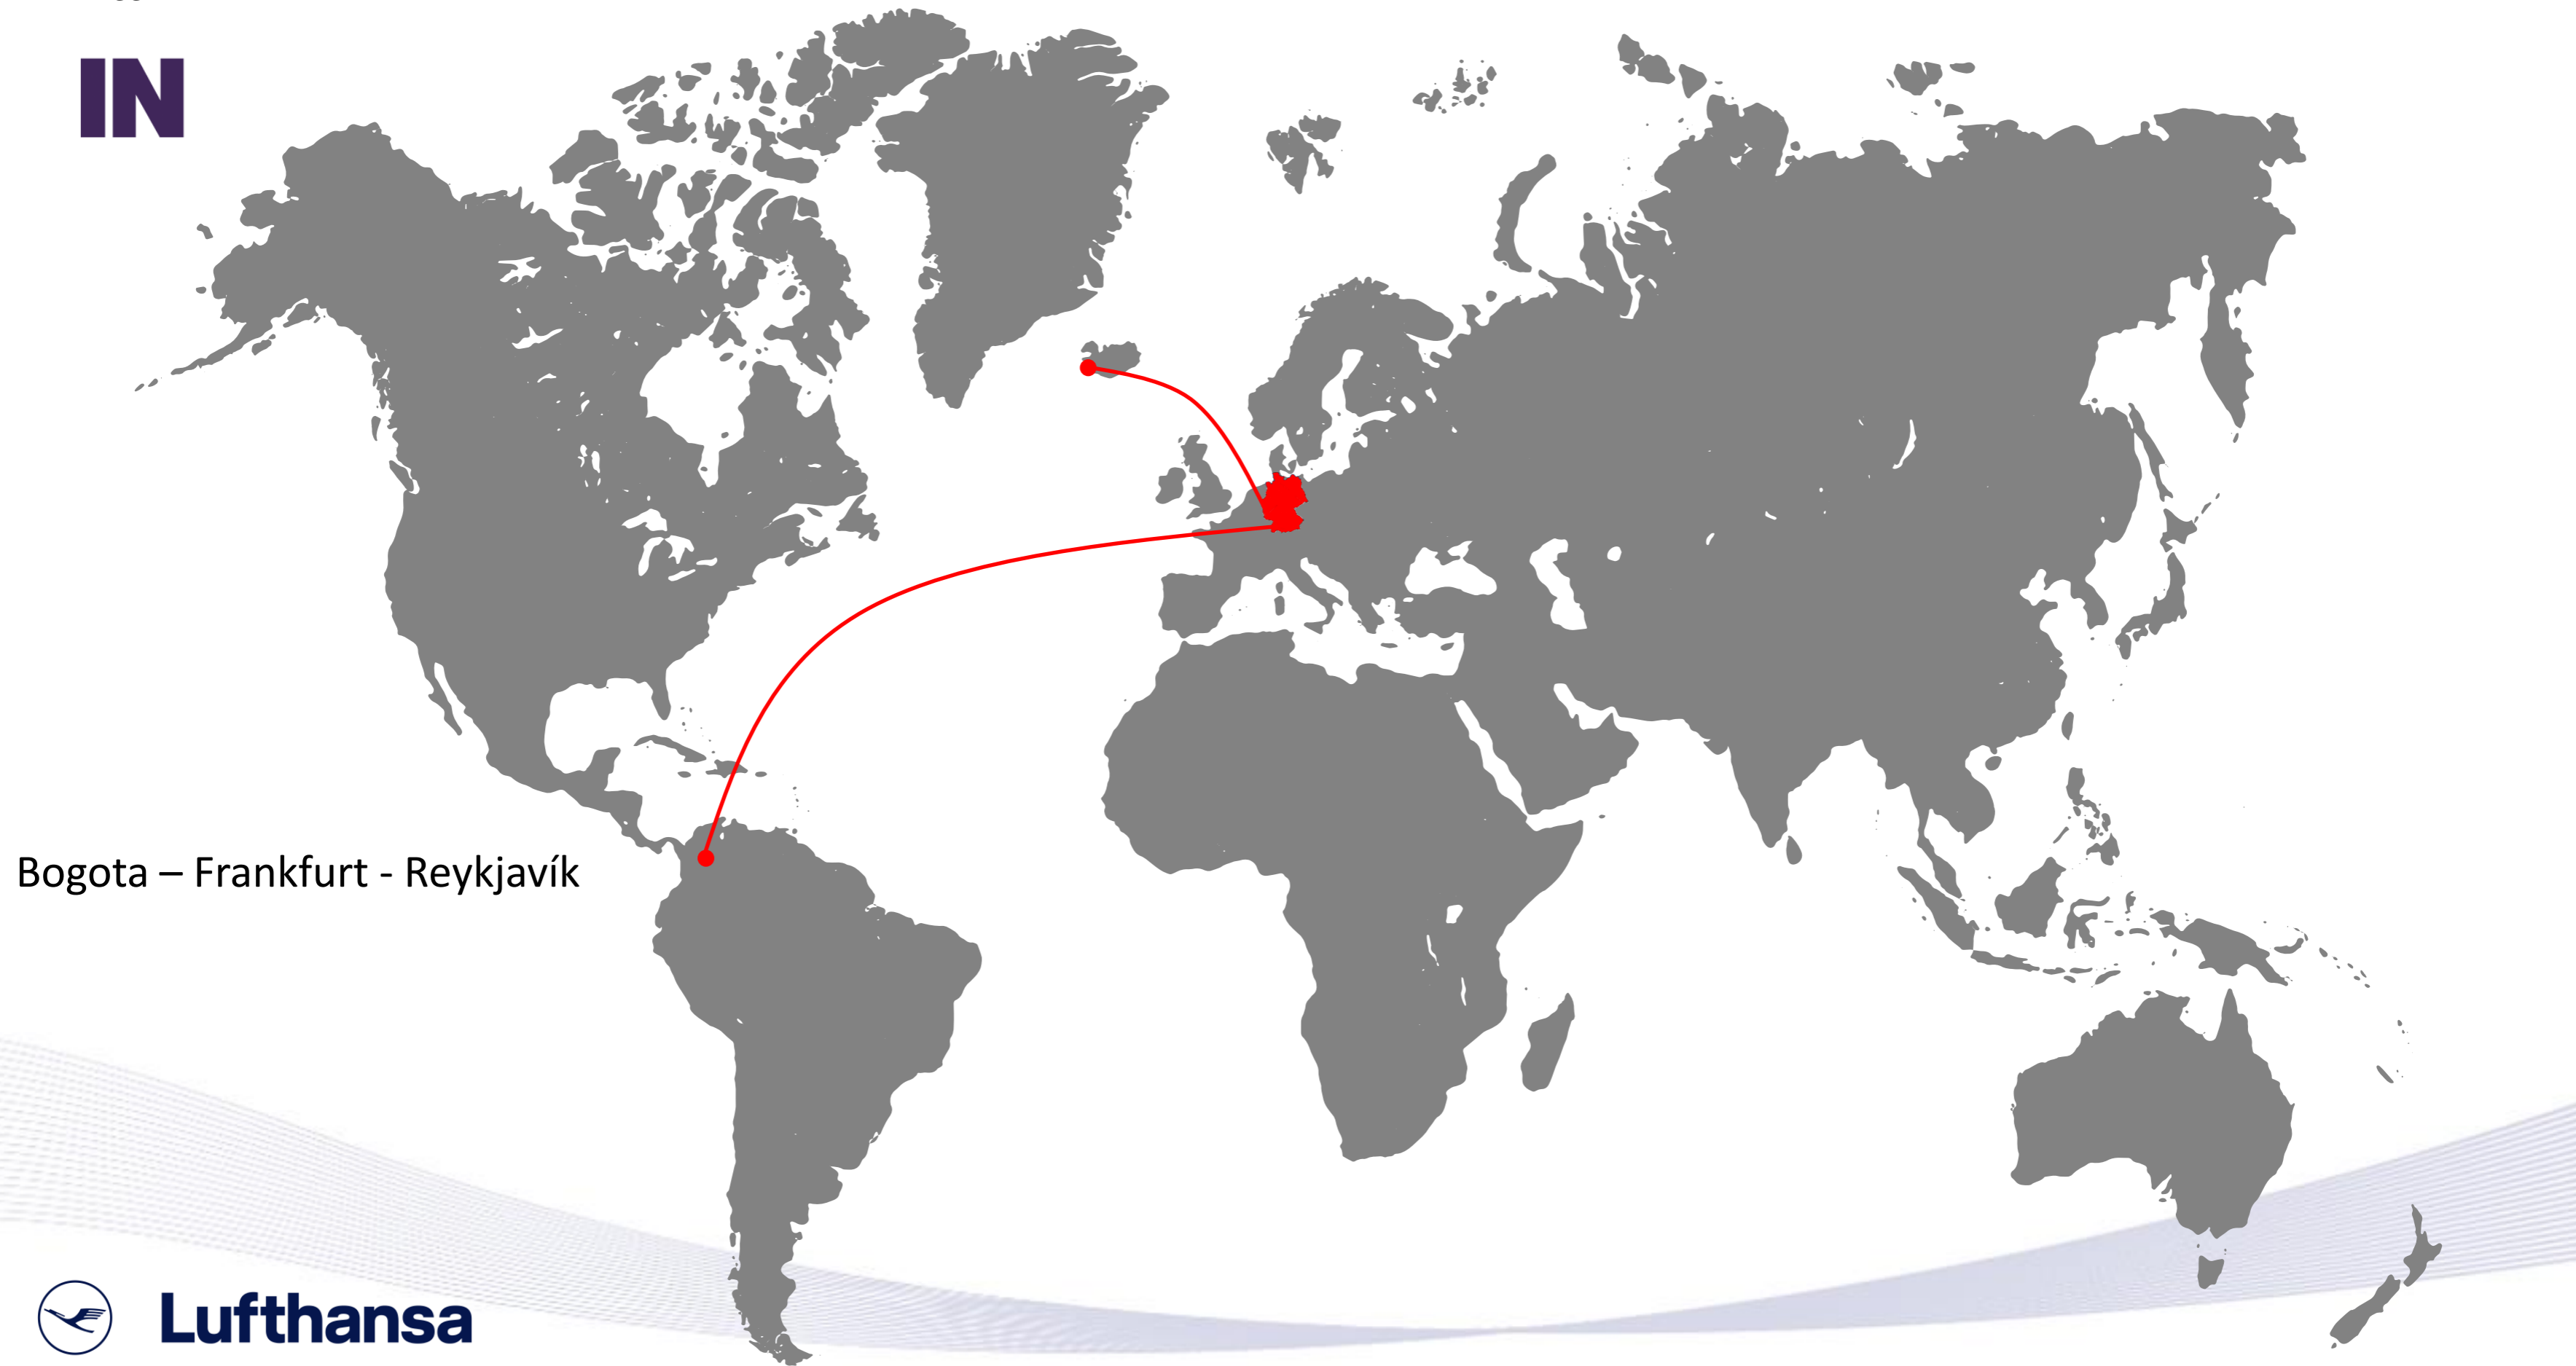 IN
Bogota – Frankfurt - Reykjavík
Lufthansa